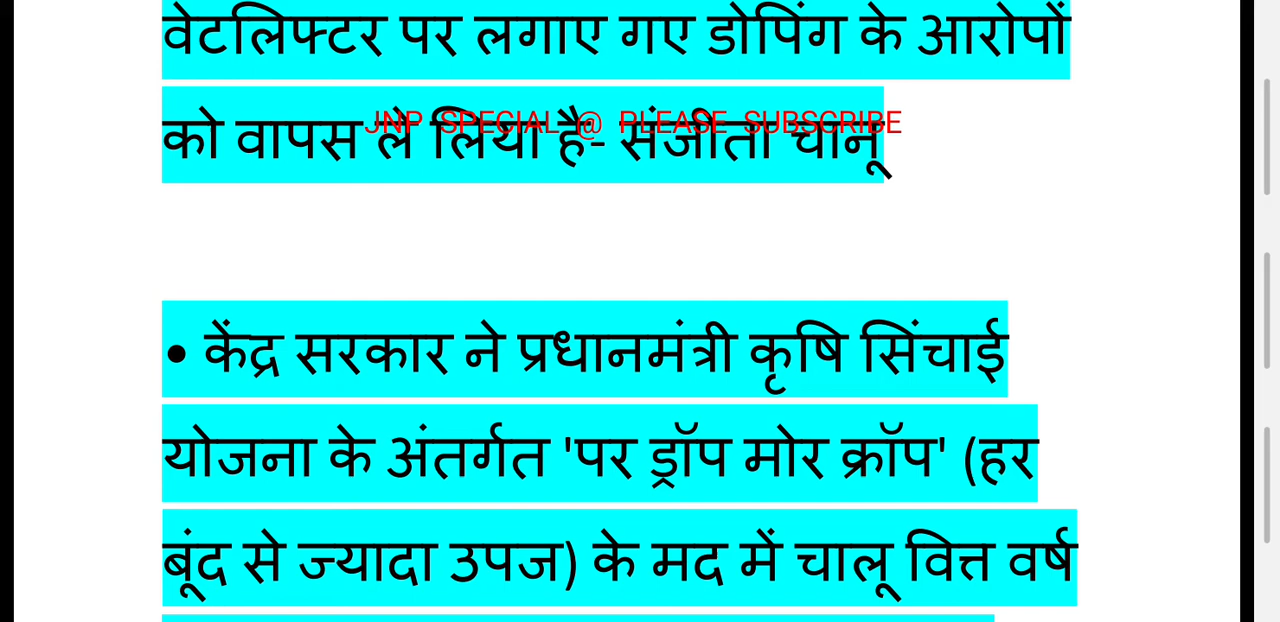 वेटलिफ्टर पर लगाए गए डोपिंग के आरोपों
को वापस ले लिया है- संजीता चानू
JNP SPECIAL @ PLEASE SUBSCRIBE
• केंद्र सरकार ने प्रधानमंत्री कृषि सिंचाई
योजना के अंतर्गत 'पर ड्रॉप मोर क्रॉप' (हर
बूंद से ज्यादा उपज) के मद में चालू वित्त वर्ष